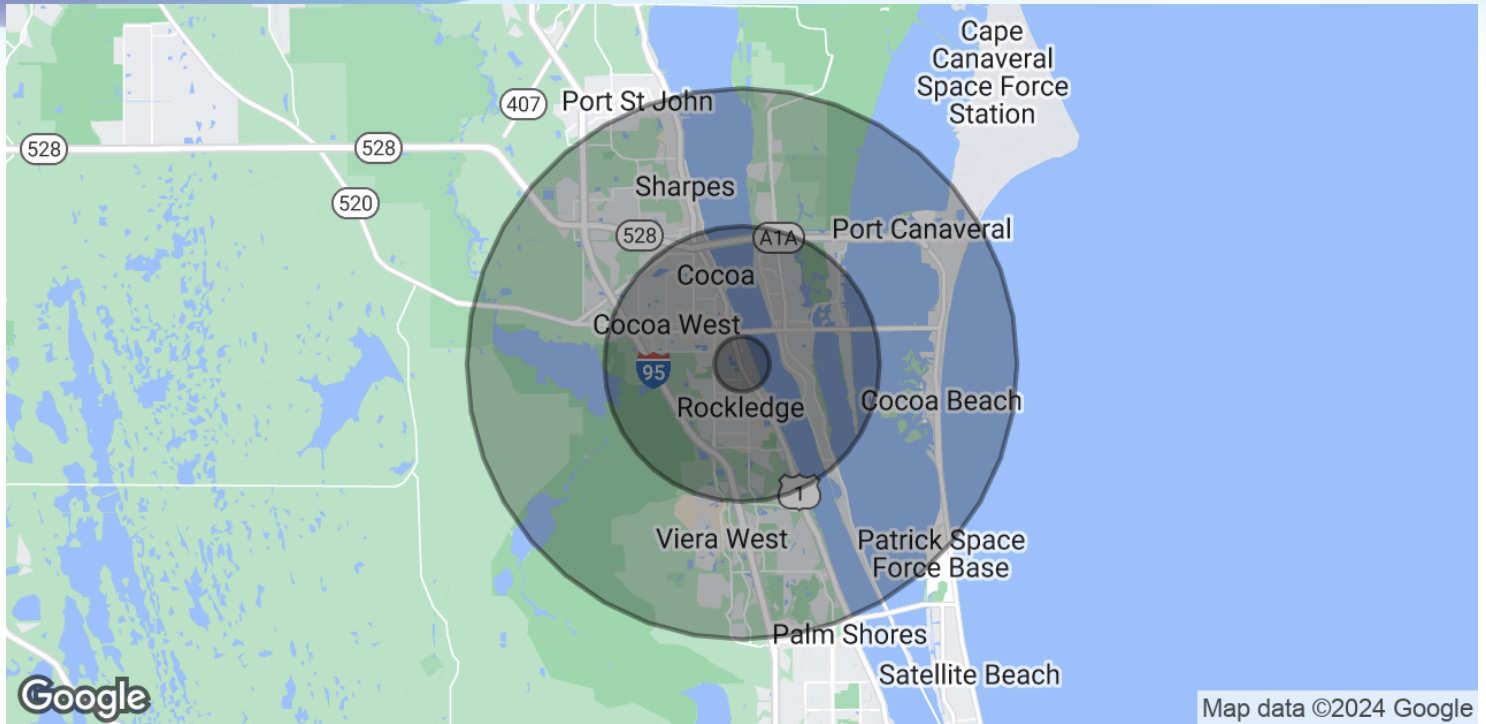 Cape
Canaveral
Space Force
Station
407
Port St John
528
528
520
Sharpes
528
A1A
Port Canaveral
Cocoa
Cocoa West
95
Rockledge
Cocoa Beach
1
Viera West
Patrick Space
Force Base
Palm Shores
Satellite Beach
Google
Map data ©2024 Google